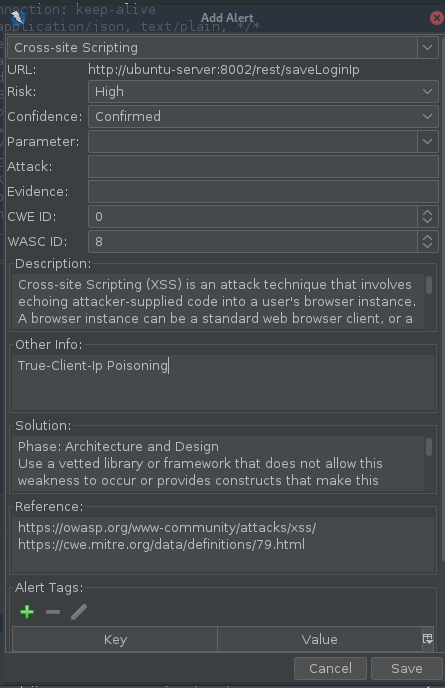 nnection: keep-alive
Add Alert
application/json, text/plain, */*
Cross-site Scripting
URL: http://ubuntu-server:8002/rest/saveLoginIp
Risk: High
Confidence: Confirmed
Parameter:
Attack:
Evidence:
CWE ID: 0
WASC ID: 8
Description:
Cross-site Scripting (XSS) is an attack technique that involves
echoing attacker-supplied code into a user's browser instance.
A browser instance can be a standard web browser client, or a
Other Info:
True-Client-Ip Poisoning
Solution:
Phase: Architecture and Design
Use a vetted library or framework that does not allow this
weakness to occur or provides constructs that make this
Reference:
https://owasp.org/www-community/attacks/xss/
https://cwe.mitre.org/data/definitions/79.html
Alert Tags:
Key Value
Cancel Save